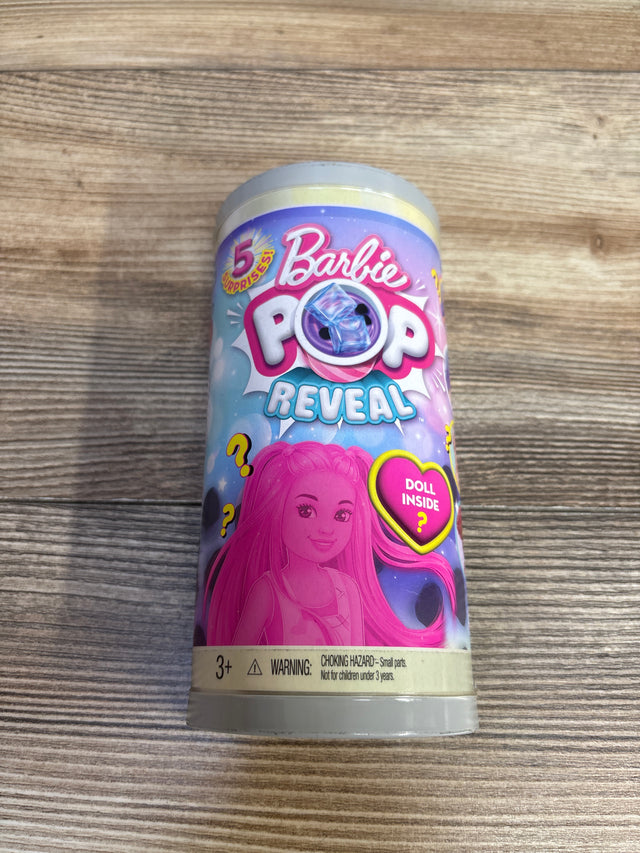 5
SURPRISES!
Barbie
POP
REVEAL
?
?
DOLL
INSIDE
?
3+ WARNING: CHOKING HAZARD – Small parts.
Not for children under 3 years.